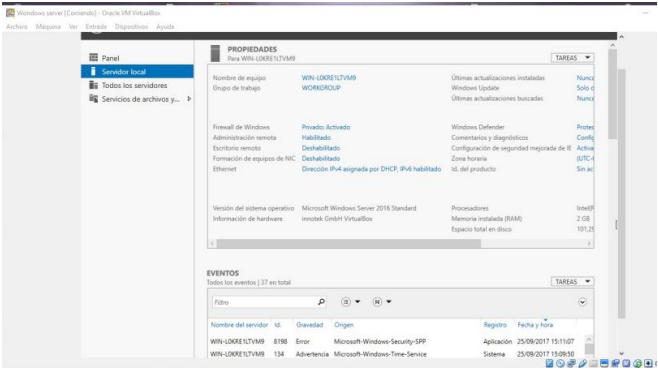 Wondows server [Corriendo] - Oracle VM VirtualBox
Archivo Máquina Ver Entrada Dispositivos Ayuda
Panel
Servidor local
Todos los servidores
Servicios de archivos y...
PROPIEDADES
Para WIN-L0KRE1LTVM9
TAREAS
Nombre de equipo WIN-L0KRE1LTVM9 Últimas actualizaciones instaladas Nunca
Grupo de trabajo WORKGROUP Windows Update Solo d
Últimas actualizaciones buscadas Nunca
Firewall de Windows Privado: Activado Windows Defender Protec
Administración remota Habilitado Comentarios y diagnósticos Config
Escritorio remoto Deshabilitado Configuración de seguridad mejorada de IE Activa
Formación de equipos de NIC Deshabilitado Zona horaria (UTC-
Ethernet Dirección IPv4 asignada por DHCP, IPv6 habilitado Id. del producto Sin ac
Versión del sistema operativo Microsoft Windows Server 2016 Standard Procesadores Intel(R
Información de hardware innotek GmbH VirtualBox Memoria instalada (RAM) 2 GB
Espacio total en disco
EVENTOS
Todos los eventos | 37 en total
TAREAS
Filtro
Nombre del servidor Id. Gravedad Origen Registro Fecha y hora
WIN-L0KRE1LTVM9 8198 Error Microsoft-Windows-Security-SPP Aplicación 25/09/2017 15:11:07
WIN-L0KRE1LTVM9 134 Advertencia Microsoft-Windows-Time-Service Sistema 25/09/2017 15:09:50